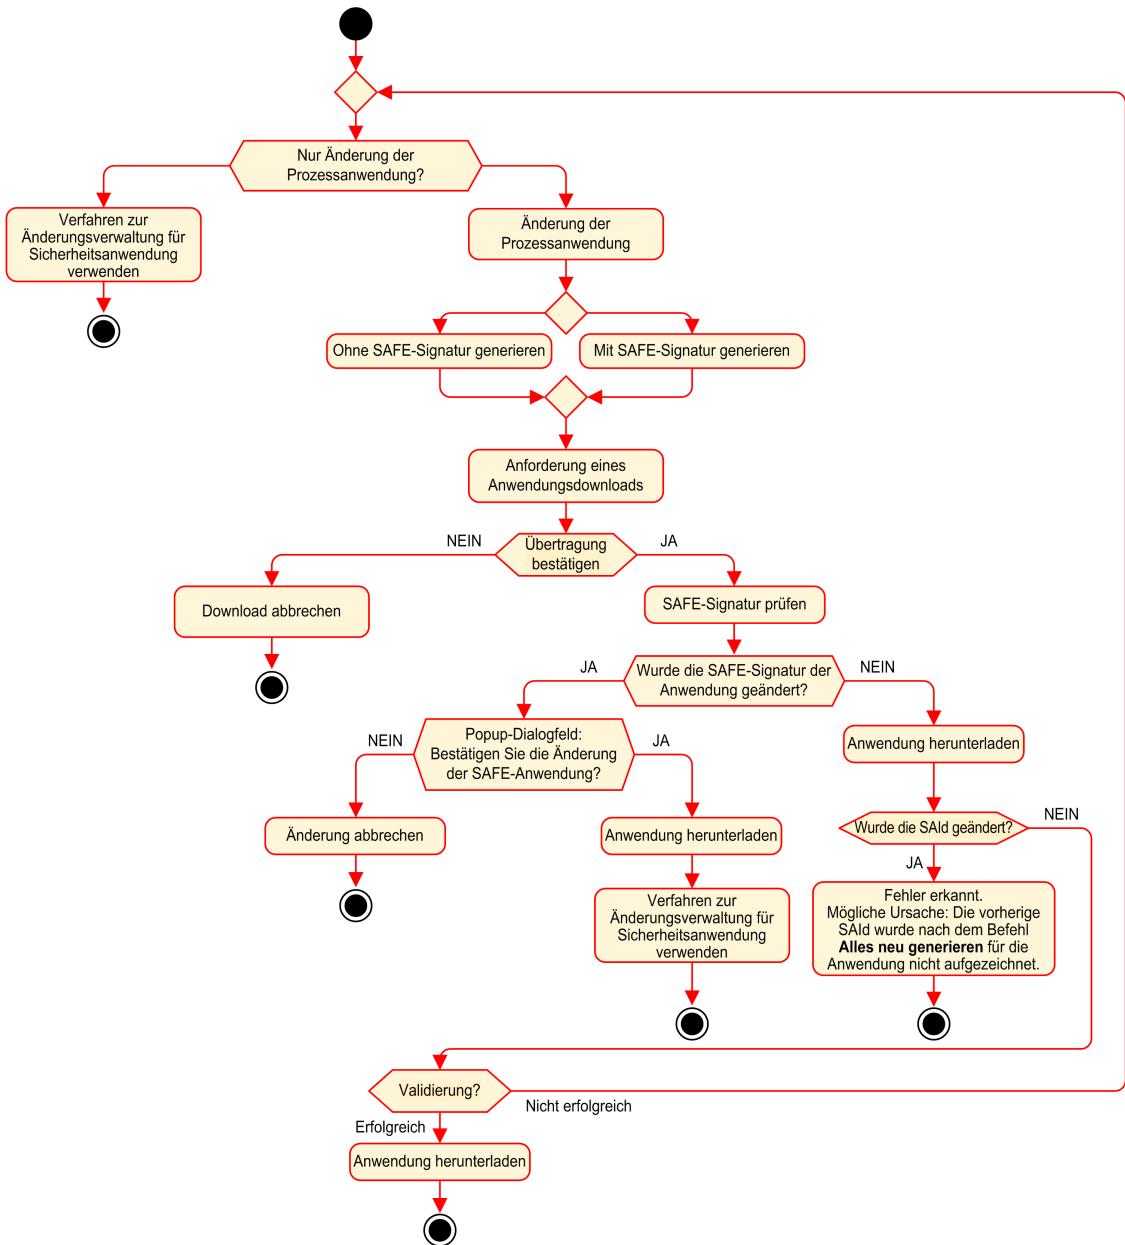 Nur Änderung der
Prozessanwendung?
Verfahren zur
Änderungsverwaltung für
Sicherheitsanwendung
verwenden
Änderung der
Prozessanwendung
Ohne SAFE-Signatur generieren
Mit SAFE-Signatur generieren
Anforderung eines
Anwendungsdownloads
NEIN
Übertragung
bestätigen
JA
Download abbrechen
SAFE-Signatur prüfen
JA
Wurde die SAFE-Signatur der
Anwendung geändert?
NEIN
NEIN
Popup-Dialogfeld:
Bestätigen Sie die Änderung
der SAFE-Anwendung?
JA
Anwendung herunterladen
Änderung abbrechen
Anwendung herunterladen
Wurde die SAId geändert?
NEIN
JA
Verfahren zur
Änderungsverwaltung für
Sicherheitsanwendung
verwenden
Fehler erkannt.
Mögliche Ursache: Die vorherige
SAId wurde nach dem Befehl
Alles neu generieren für die
Anwendung nicht aufgezeichnet.
Validierung?
Nicht erfolgreich
Erfolgreich
Anwendung herunterladen